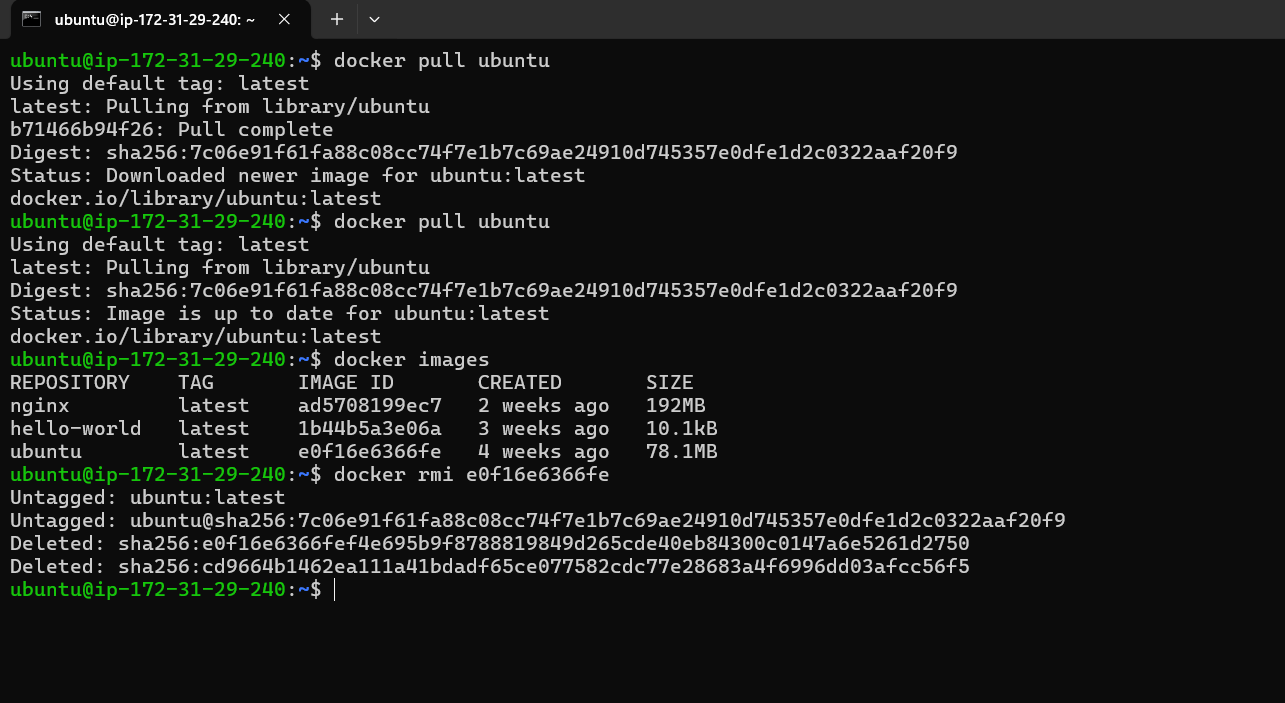 ubuntu@ip-172-31-29-240: ~
ubuntu@ip-172-31-29-240:~$ docker pull ubuntu
Using default tag: latest
latest: Pulling from library/ubuntu
b71466b94f26: Pull complete
Digest: sha256:7c06e91f61fa88c08cc74f7e1b7c69ae24910d745357e0dfe1d2c0322aaf20f9
Status: Downloaded newer image for ubuntu:latest
docker.io/library/ubuntu:latest
ubuntu@ip-172-31-29-240:~$ docker pull ubuntu
Using default tag: latest
latest: Pulling from library/ubuntu
Digest: sha256:7c06e91f61fa88c08cc74f7e1b7c69ae24910d745357e0dfe1d2c0322aaf20f9
Status: Image is up to date for ubuntu:latest
docker.io/library/ubuntu:latest
ubuntu@ip-172-31-29-240:~$ docker images
REPOSITORY    TAG       IMAGE ID       CREATED       SIZE
nginx         latest    ad5708199ec7   2 weeks ago   192MB
hello-world   latest    1b44b5a3e06a   3 weeks ago   10.1kB
ubuntu        latest    e0f16e6366fe   4 weeks ago   78.1MB
ubuntu@ip-172-31-29-240:~$ docker rmi e0f16e6366fe
Untagged: ubuntu:latest
Untagged: ubuntu@sha256:7c06e91f61fa88c08cc74f7e1b7c69ae24910d745357e0dfe1d2c0322aaf20f9
Deleted: sha256:e0f16e6366fef4e695b9f8788819849d265cde40eb84300c0147a6e5261d2750
Deleted: sha256:cd9664b1462ea111a41bdadf65ce077582cdc77e28683a4f6996dd03afcc56f5
ubuntu@ip-172-31-29-240:~$